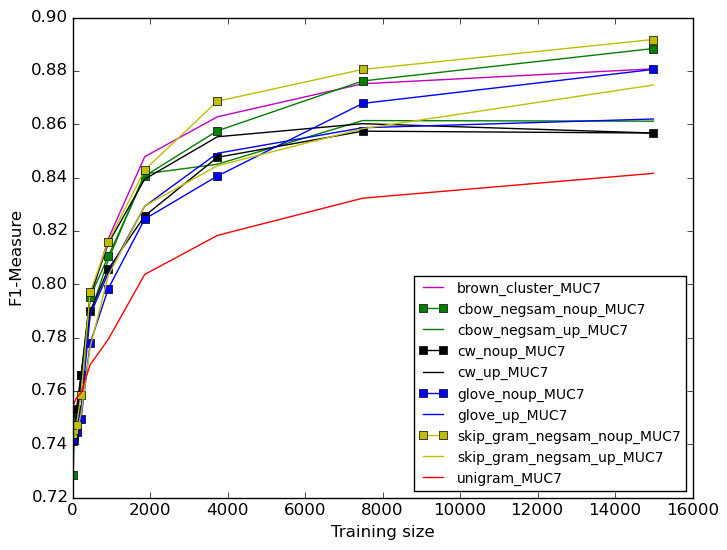 0.90
0.88
0.86
0.84
0.82
0.80
0.78
0.76
0.74
0.72
F1-Measure
brown_cluster_MUC7
cbow_negsam_noup_MUC7
cbow_negsam_up_MUC7
cw_noup_MUC7
cw_up_MUC7
glove_noup_MUC7
glove_up_MUC7
skip_gram_negsam_noup_MUC7
skip_gram_negsam_up_MUC7
unigram_MUC7
0 2000 4000 6000 8000 10000 12000 14000 16000
Training size